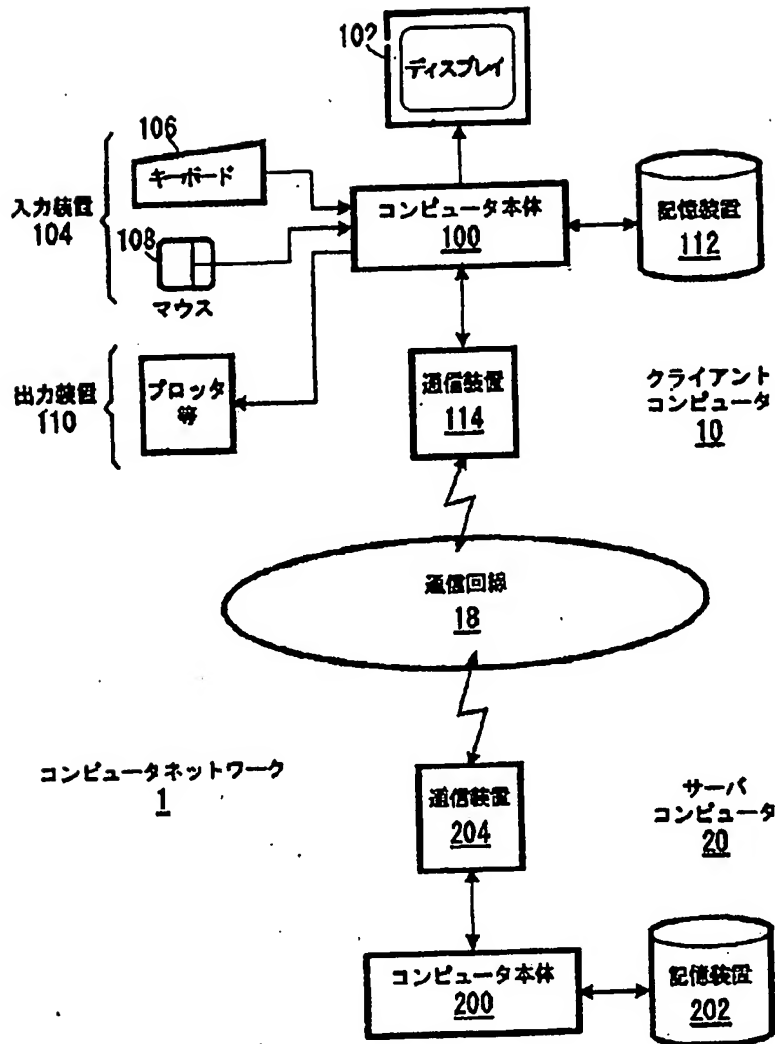 102
ディスプレイ
106
キーボード
入力装置
104
108
マウス
コンピュータ本体
100
記憶装置
112
出力装置
110
プロッタ
等
通信装置
114
クライアント
コンピュータ
10
通信回線
18
コンピュータネットワーク
1
通信装置
204
サーバ
コンピュータ
20
コンピュータ本体
200
記憶装置
202